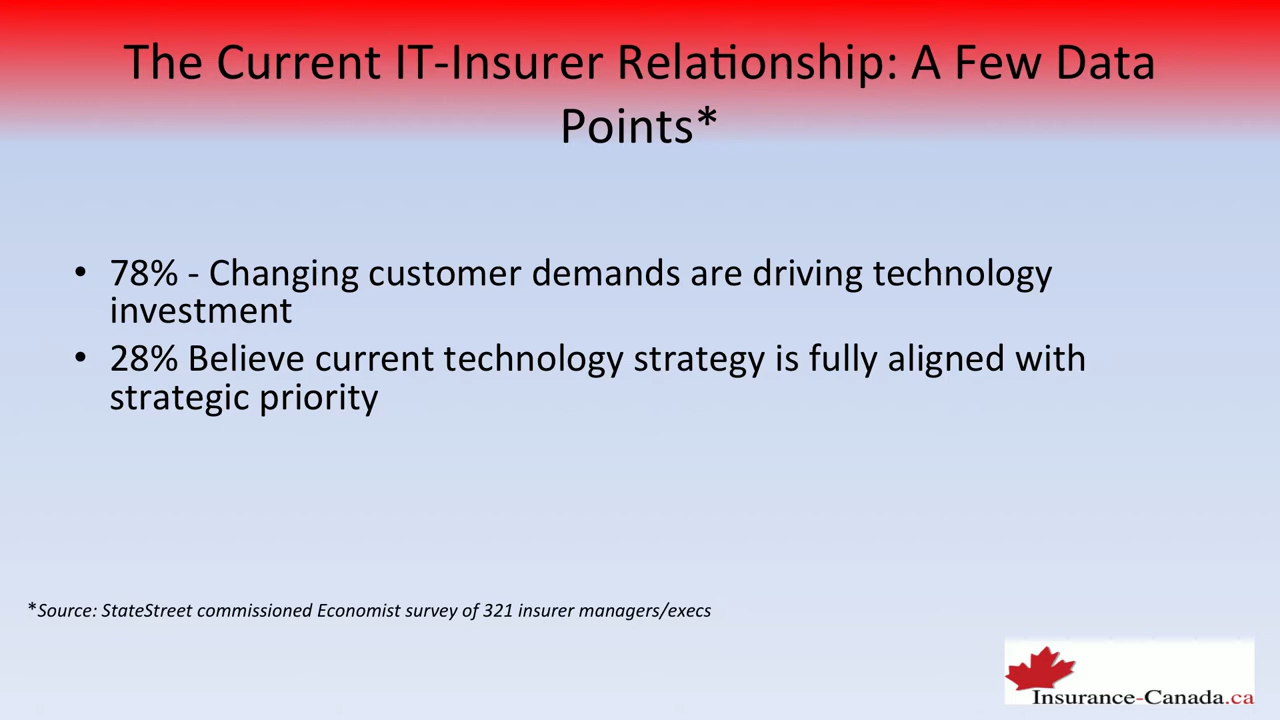 The Current IT-Insurer Relationship: A Few Data
Points*
• 78% - Changing customer demands are driving technology
investment
• 28% Believe current technology strategy is fully aligned with
strategic priority
*Source: StateStreet commissioned Economist survey of 321 insurer managers/execs
Insurance-Canada.ca